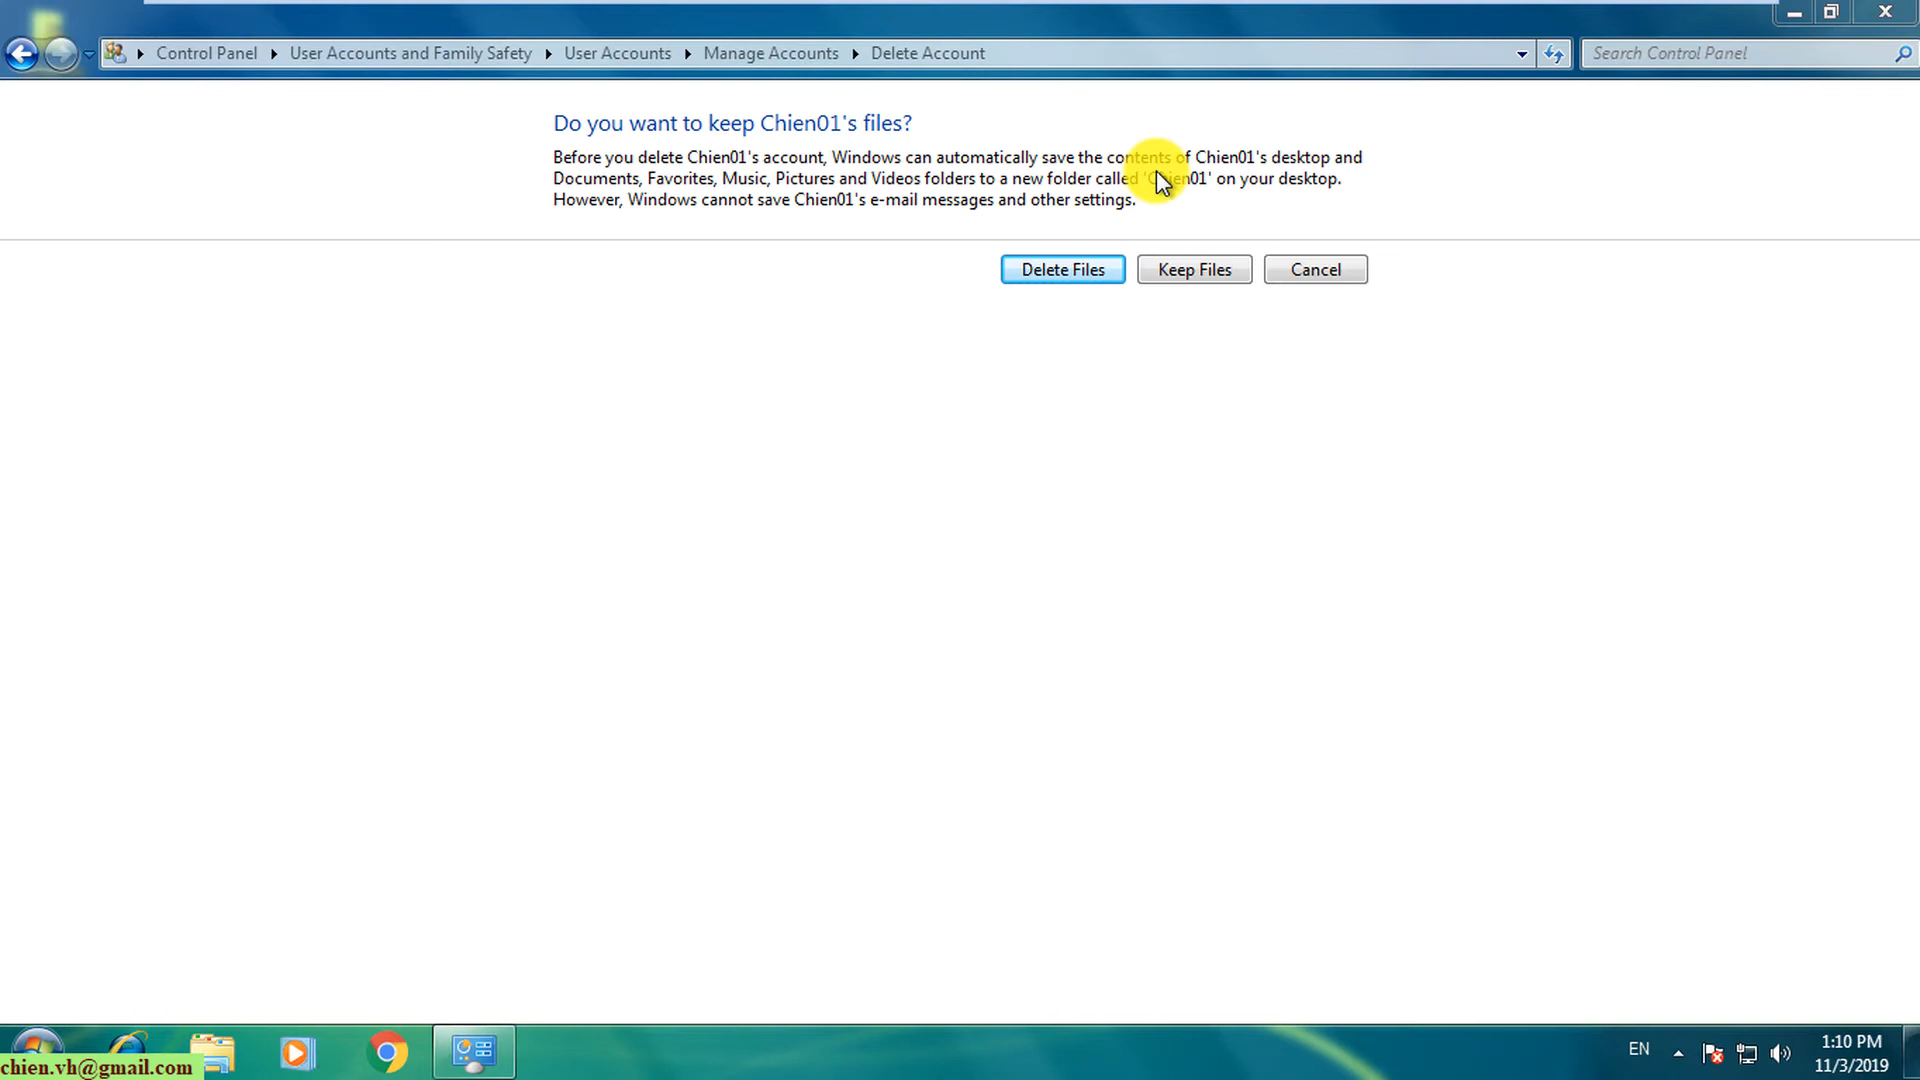 Control Panel User Accounts and Family Safety User Accounts Manage Accounts Delete Account Search Control Panel
Do you want to keep Chien01's files?
Before you delete Chien01's account, Windows can automatically save the contents of Chien01's desktop and
Documents, Favorites, Music, Pictures and Videos folders to a new folder called 'Chien01' on your desktop.
However, Windows cannot save Chien01's e-mail messages and other settings.
Delete Files Keep Files Cancel
EN
1:10 PM
11/3/2019
chien.vh@gmail.com